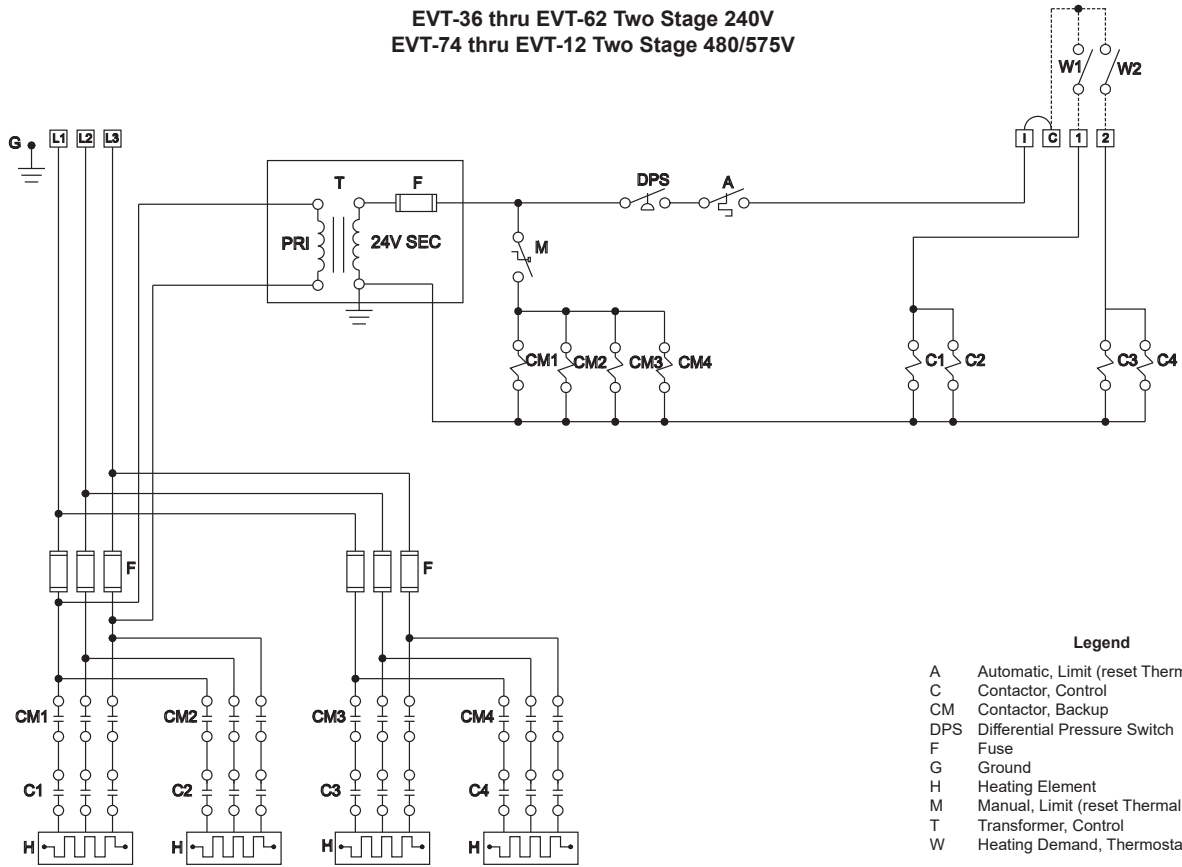 EVT-36 thru EVT-62 Two Stage 240V
EVT-74 thru EVT-12 Two Stage 480/575V
W1 W2
G L1 L2 L3
I C 1 2
T F DPS A
PRI 24V SEC M
CM1 CM2 CM3 CM4 C1 C2 C3 C4
F F
CM1 CM2 CM3 CM4
C1 C2 C3 C4
H H H H
Legend
A Automatic, Limit (reset Therm
C Contactor, Control
CM Contactor, Backup
DPS Differential Pressure Switch
F Fuse
G Ground
H Heating Element
M Manual, Limit (reset Thermal
T Transformer, Control
W Heating Demand, Thermosta